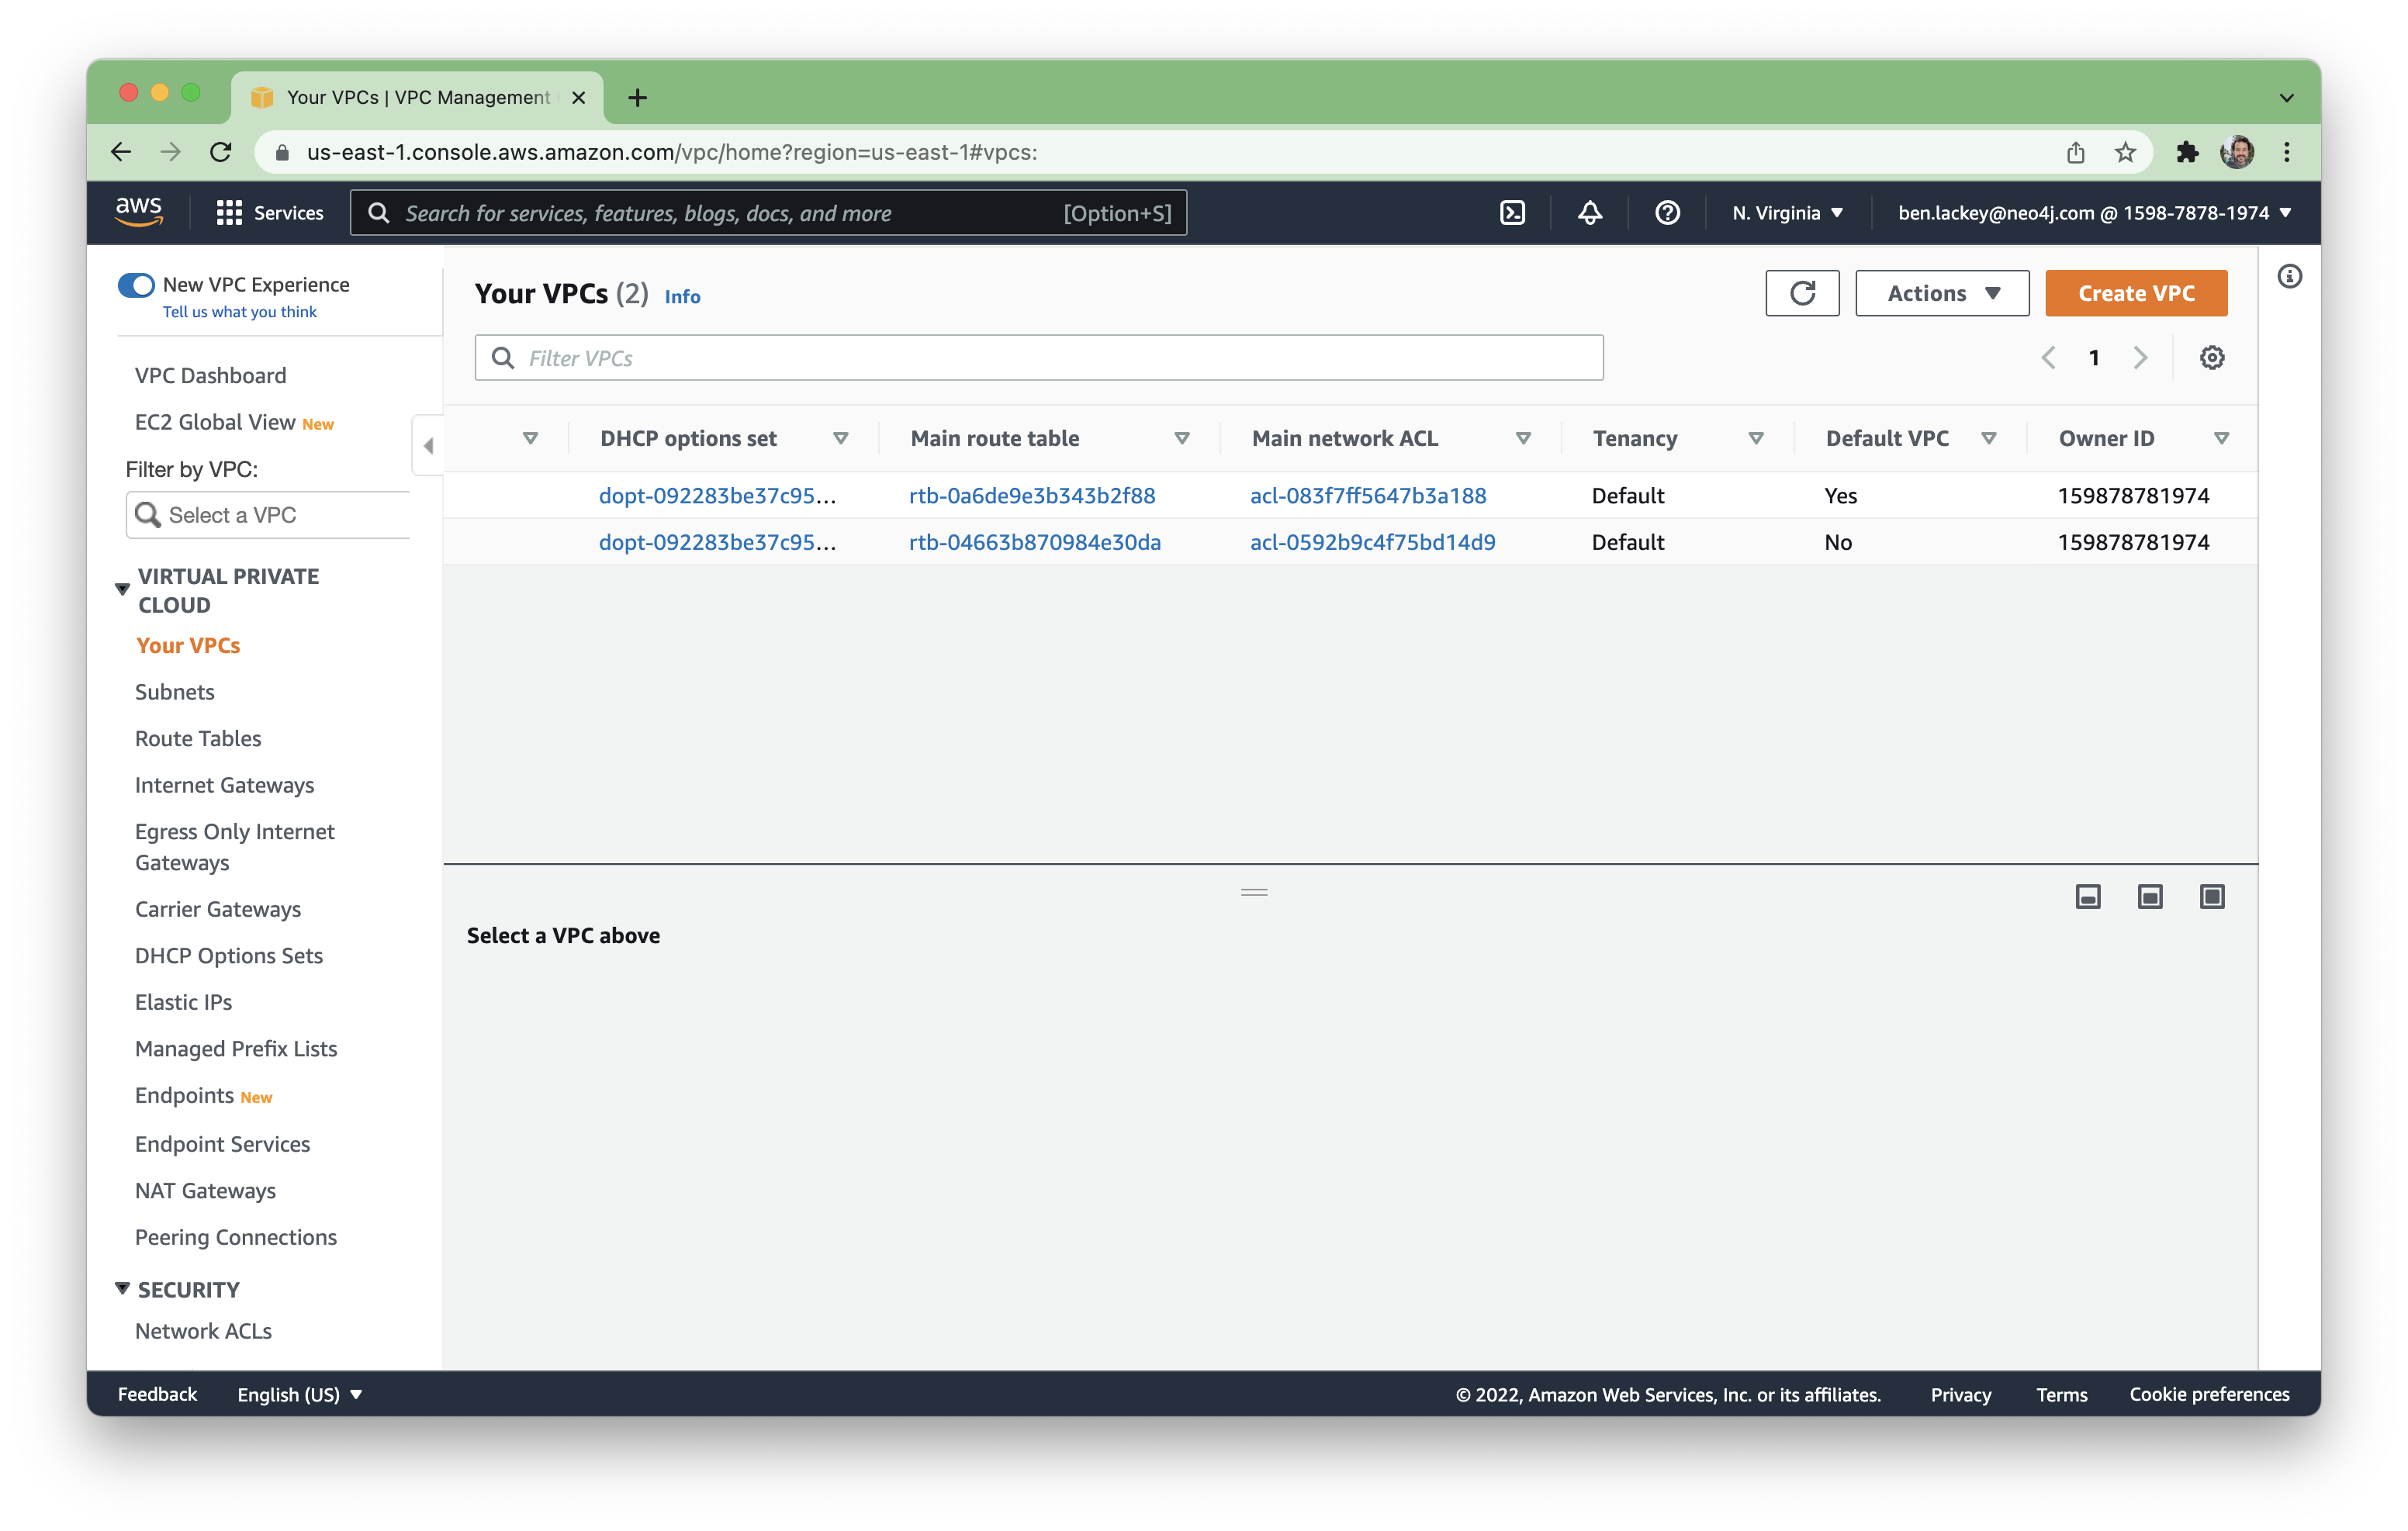 Your VPCs | VPC Management
us-east-1.console.aws.amazon.com/vpc/home?region=us-east-1#vpcs:
aws Services Search for services, features, blogs, docs, and more [Option+S] N. Virginia ben.lackey@neo4j.com @ 1598-7878-1974
New VPC Experience
Tell us what you think
VPC Dashboard
EC2 Global View New
Filter by VPC:
Select a VPC
VIRTUAL PRIVATE
CLOUD
Your VPCs
Subnets
Route Tables
Internet Gateways
Egress Only Internet
Gateways
Carrier Gateways
DHCP Options Sets
Elastic IPs
Managed Prefix Lists
Endpoints New
Endpoint Services
NAT Gateways
Peering Connections
SECURITY
Network ACLs
Your VPCs (2) Info Actions Create VPC
Filter VPCs 1
DHCP options set Main route table Main network ACL Tenancy Default VPC Owner ID
dopt-092283be37c95... rtb-0a6de9e3b343b2f88 acl-083f7ff5647b3a188 Default Yes 159878781974
dopt-092283be37c95... rtb-04663b870984e30da acl-0592b9c4f75bd14d9 Default No 159878781974
Select a VPC above
Feedback English (US) © 2022, Amazon Web Services, Inc. or its affiliates. Privacy Terms Cookie preferences